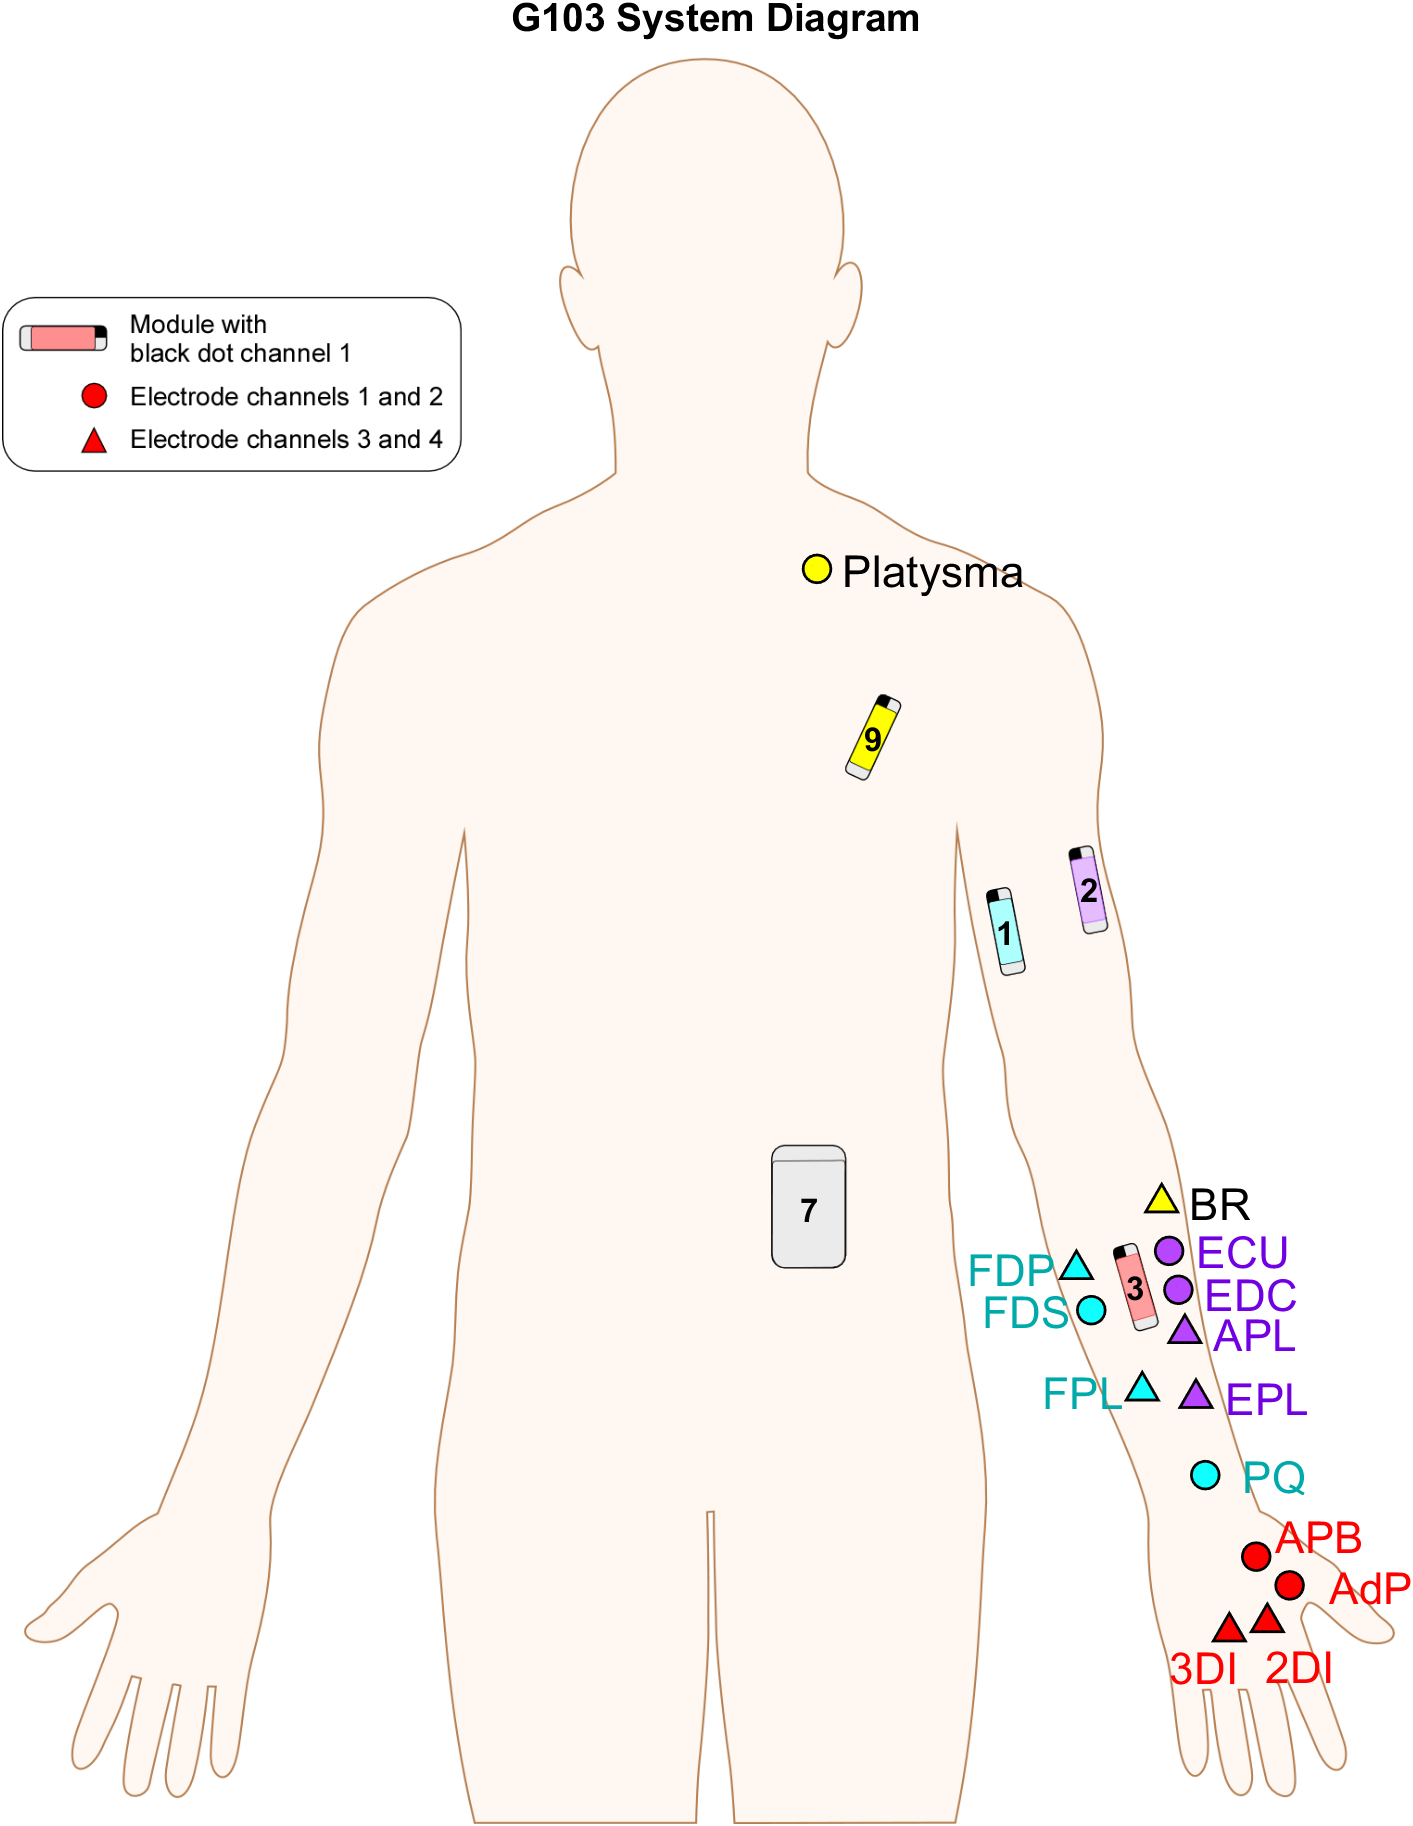 G103 System Diagram
Module with
black dot channel 1
Electrode channels 1 and 2
Electrode channels 3 and 4
Platysma
9
2
1
7
BR
ECU
FDP
3
EDC
FDS
APL
FPL
EPL
PQ
APB
AdP
3DI
2DI